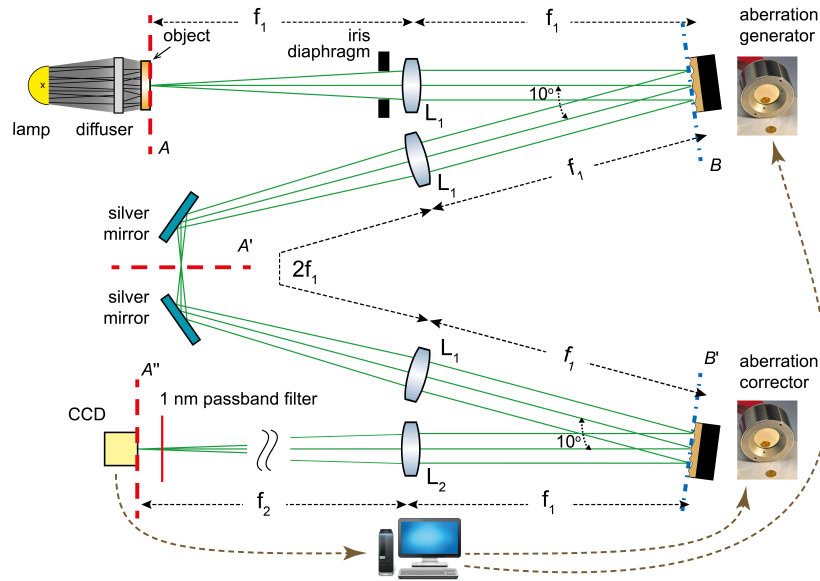 f₁
f₁
object
iris
diaphragm
aberration
generator
x
lamp
diffuser
A
L₁
10°
B
L₁
f₁
silver
mirror
A'
2f₁
silver
mirror
L₁
f₁
A"
B'
aberration
corrector
1 nm passband filter
CCD
10°
L₂
f₂
f₁